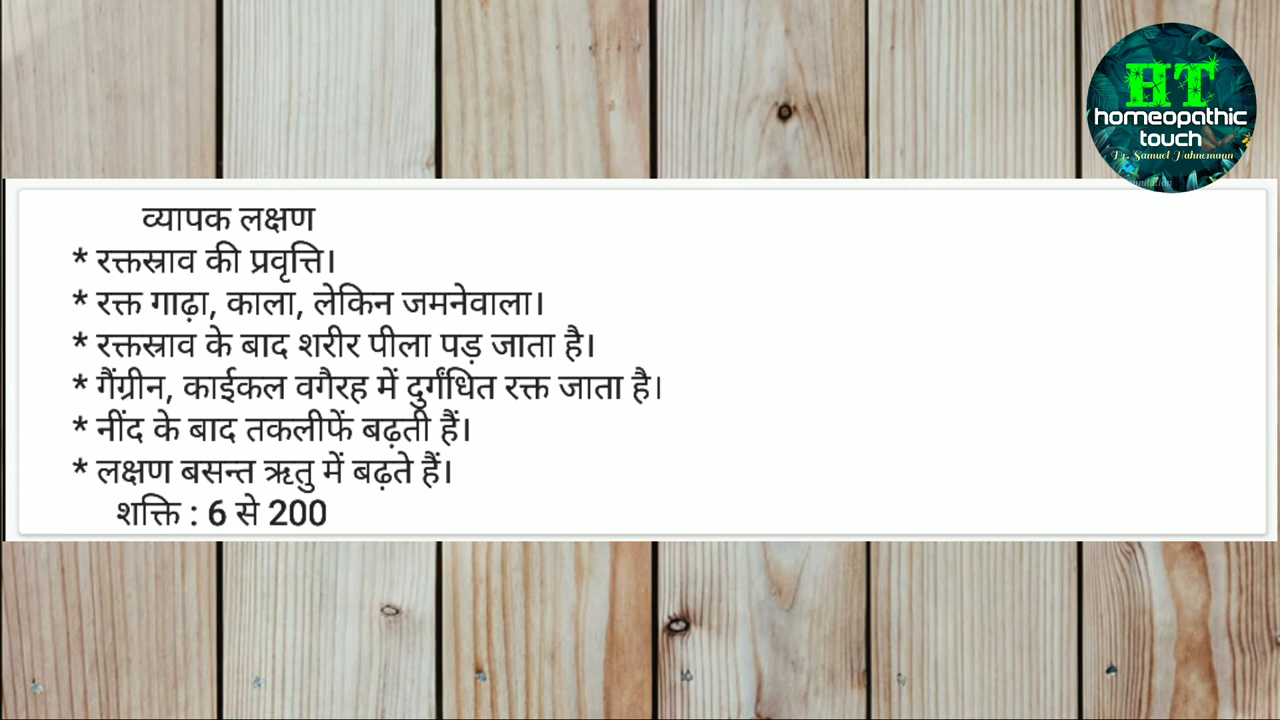 HT
homeopathic
touch
Dr. Samuel Hahnemann
व्यापक लक्षण
* रक्तस्राव की प्रवृत्ति।
* रक्त गाढ़ा, काला, लेकिन जमनेवाला।
* रक्तस्राव के बाद शरीर पीला पड़ जाता है।
* गैंग्रीन, काईकल वगैरह में दुर्गंधित रक्त जाता है।
* नींद के बाद तकलीफें बढ़ती हैं।
* लक्षण बसन्त ऋतु में बढ़ते हैं।
शक्ति : 6 से 200